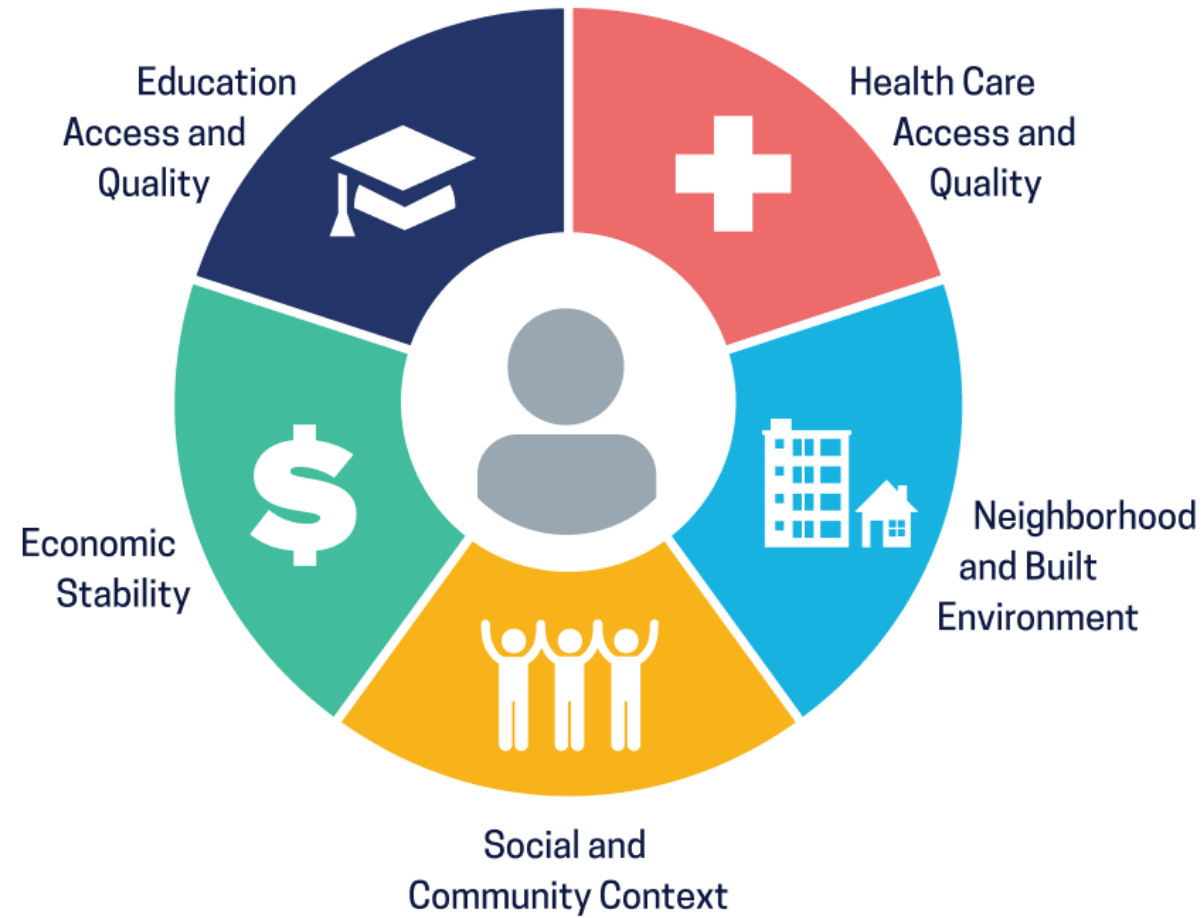 Education
Access and
Quality
Health Care
Access and
Quality
Economic
Stability
Neighborhood
and Built
Environment
Social and
Community Context